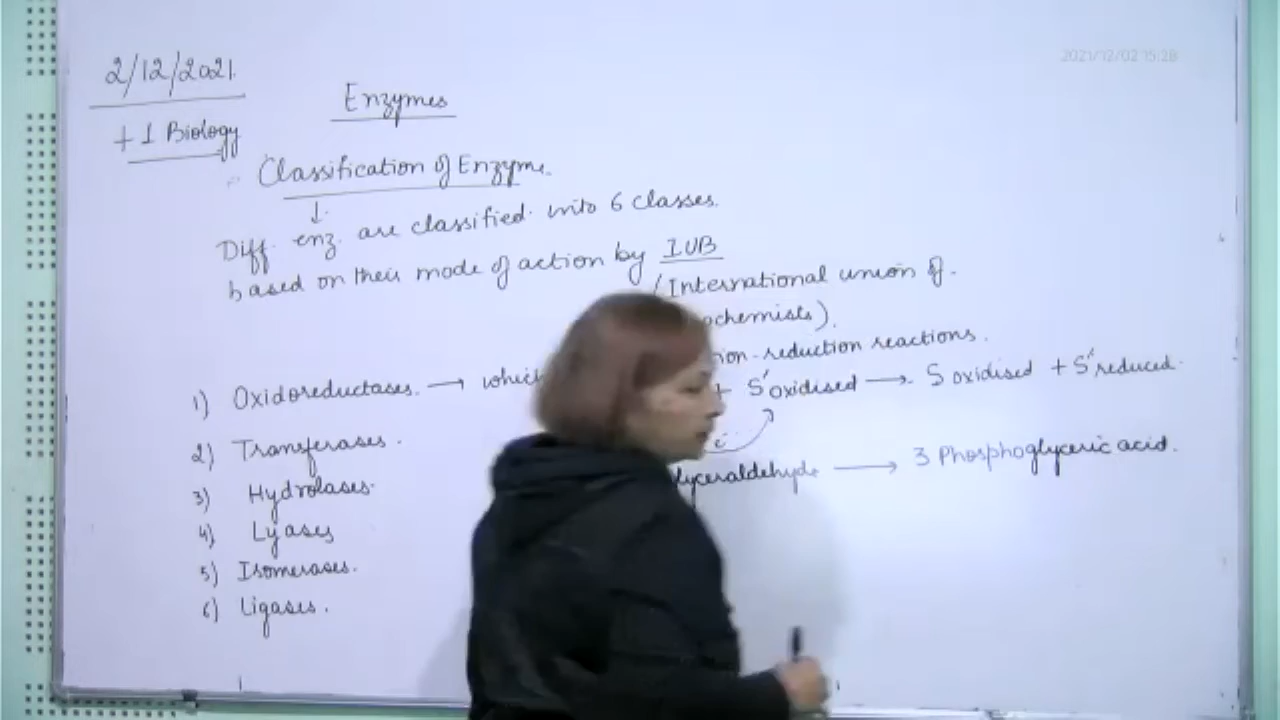 2021/12/02 15:28
2/12/2021.
+1 Biology
Enzymes
Classification of Enzyme.
↓
Diff. enz. are classified into 6 classes.
based on their mode of action by IUB
(International union of.
ochemists).
1) Oxidoreductases. → which ion-reduction reactions.
+ S' oxidised → S oxidised + S' reduced.
2) Transferases.
lyceraldehyde → 3 Phosphoglyceric acid.
3) Hydrolases.
4) Lyases
5) Isomerases.
6) Ligases.